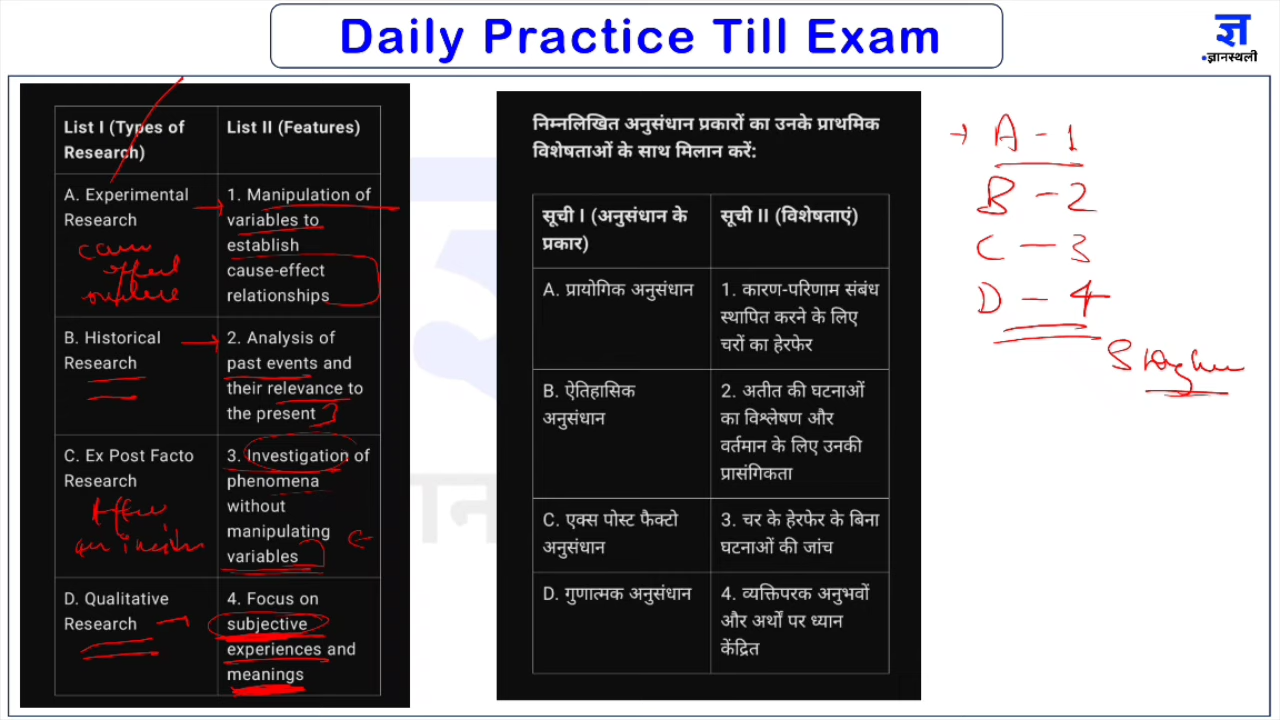 Daily Practice Till Exam
ज्ञ
ज्ञानस्थली
List I (Types of
Research)
List II (Features)
A. Experimental
Research
cause
effect
1. Manipulation of
variables to
establish
cause-effect
relationships
B. Historical
Research
2. Analysis of
past events and
their relevance to
the present
C. Ex Post Facto
Research
After
3. Investigation of
phenomena
without
manipulating
variables
D. Qualitative
Research
4. Focus on
subjective
experiences and
meanings
निम्नलिखित अनुसंधान प्रकारों का उनके प्राथमिक
विशेषताओं के साथ मिलान करें:
सूची I (अनुसंधान के
प्रकार)
सूची II (विशेषताएं)
A. प्रायोगिक अनुसंधान
1. कारण-परिणाम संबंध
स्थापित करने के लिए
चरों का हेरफेर
B. ऐतिहासिक
अनुसंधान
2. अतीत की घटनाओं
का विश्लेषण और
वर्तमान के लिए उनकी
प्रासंगिकता
C. एक्स पोस्ट फैक्टो
अनुसंधान
3. चर के हेरफेर के बिना
घटनाओं की जांच
D. गुणात्मक अनुसंधान
4. व्यक्तिपरक अनुभवों
और अर्थों पर ध्यान
केंद्रित
A - 1
B - 2
C - 3
D - 4